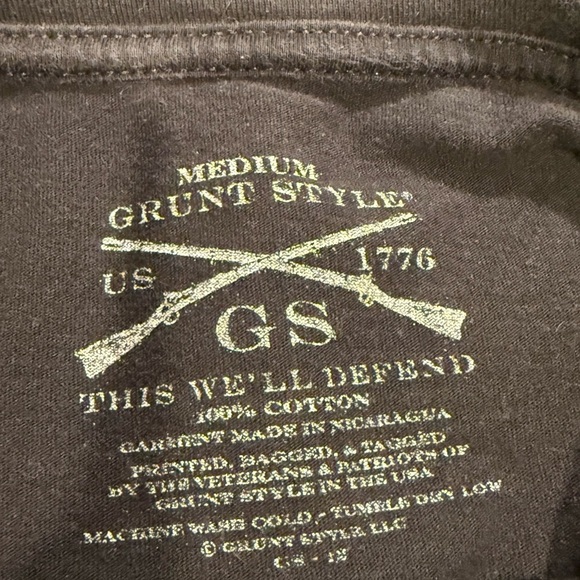 MEDIUM
GRUNT STYLE®
US 1776
GS
THIS WE'LL DEFEND
100% COTTON
GARMENT MADE IN NICARAGUA
PRINTED, BAGGED, & TAGGED
BY THE VETERANS & PATRIOTS OF
GRUNT STYLE IN THE USA
MACHINE WASH COLD - TUMBLE DRY LOW
© GRUNT STYLE LLC
GS - 12